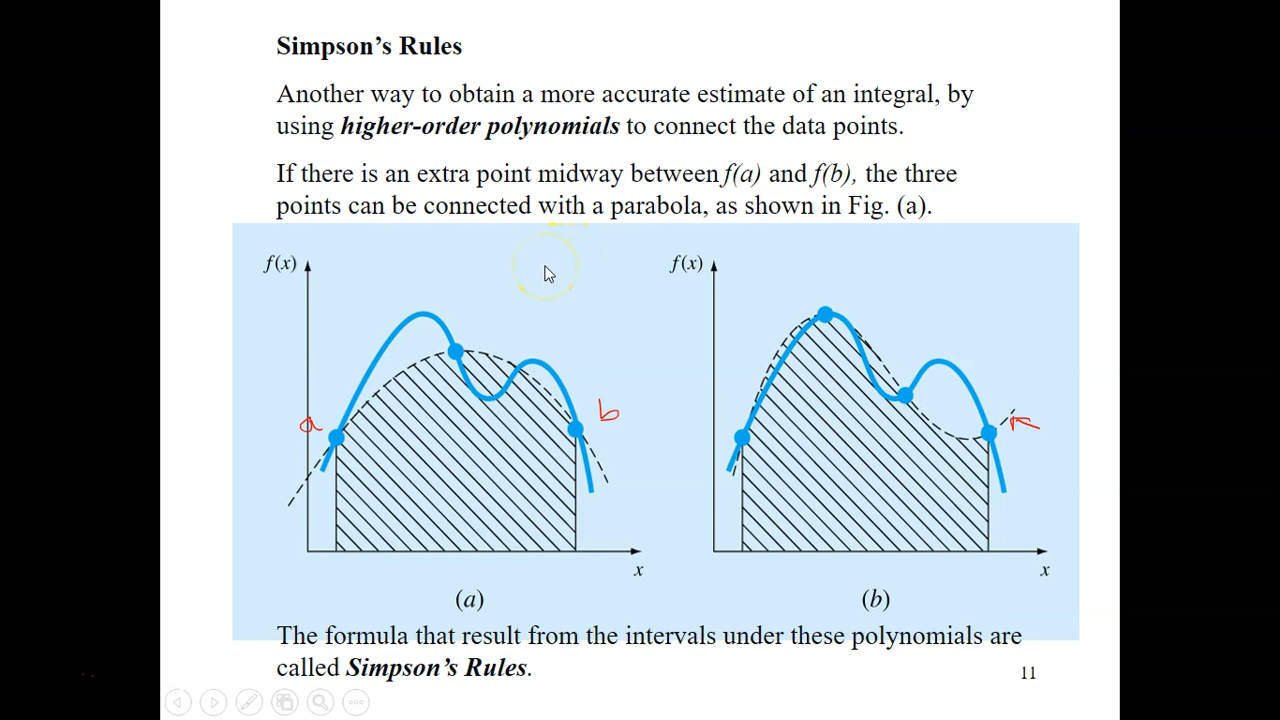 Simpson's Rules
Another way to obtain a more accurate estimate of an integral, by
using higher-order polynomials to connect the data points.
If there is an extra point midway between f(a) and f(b), the three
points can be connected with a parabola, as shown in Fig. (a).
f(x)
a
b
x
(a)
f(x)
x
(b)
The formula that result from the intervals under these polynomials are
called Simpson's Rules.
11